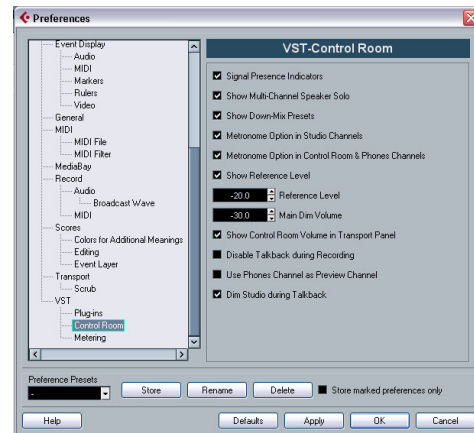 Preferences
Event Display
Audio
MIDI
Markers
Rulers
Video
General
MIDI
MIDI File
MIDI Filter
MediaBay
Record
Audio
Broadcast Wave
MIDI
Scores
Colors for Additional Meanings
Editing
Event Layer
Transport
Scrub
VST
Plug-ins
Control Room
Metering
VST-Control Room
Signal Presence Indicators
Show Multi-Channel Speaker Solo
Show Down-Mix Presets
Metronome Option in Studio Channels
Metronome Option in Control Room & Phones Channels
Show Reference Level
-20.0 Reference Level
-30.0 Main Dim Volume
Show Control Room Volume in Transport Panel
Disable Talkback during Recording
Use Phones Channel as Preview Channel
Dim Studio during Talkback
Preference Presets
-
Store Rename Delete Store marked preferences only
Help Defaults Apply OK Cancel